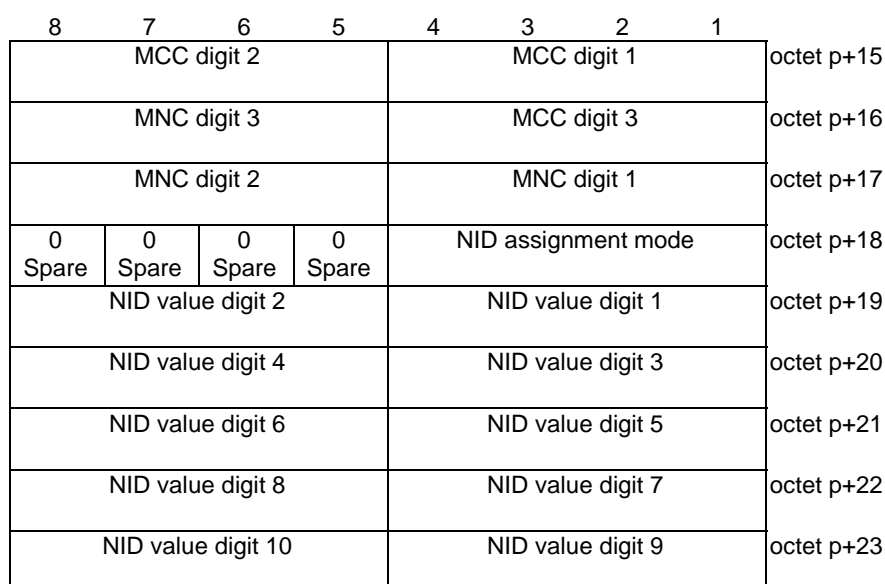 8 7 6 5 4 3 2 1
MCC digit 2 MCC digit 1 octet p+15
MNC digit 3 MCC digit 3 octet p+16
MNC digit 2 MNC digit 1 octet p+17
0 0 0 0 NID assignment mode octet p+18
Spare Spare Spare Spare
NID value digit 2 NID value digit 1 octet p+19
NID value digit 4 NID value digit 3 octet p+20
NID value digit 6 NID value digit 5 octet p+21
NID value digit 8 NID value digit 7 octet p+22
NID value digit 10 NID value digit 9 octet p+23